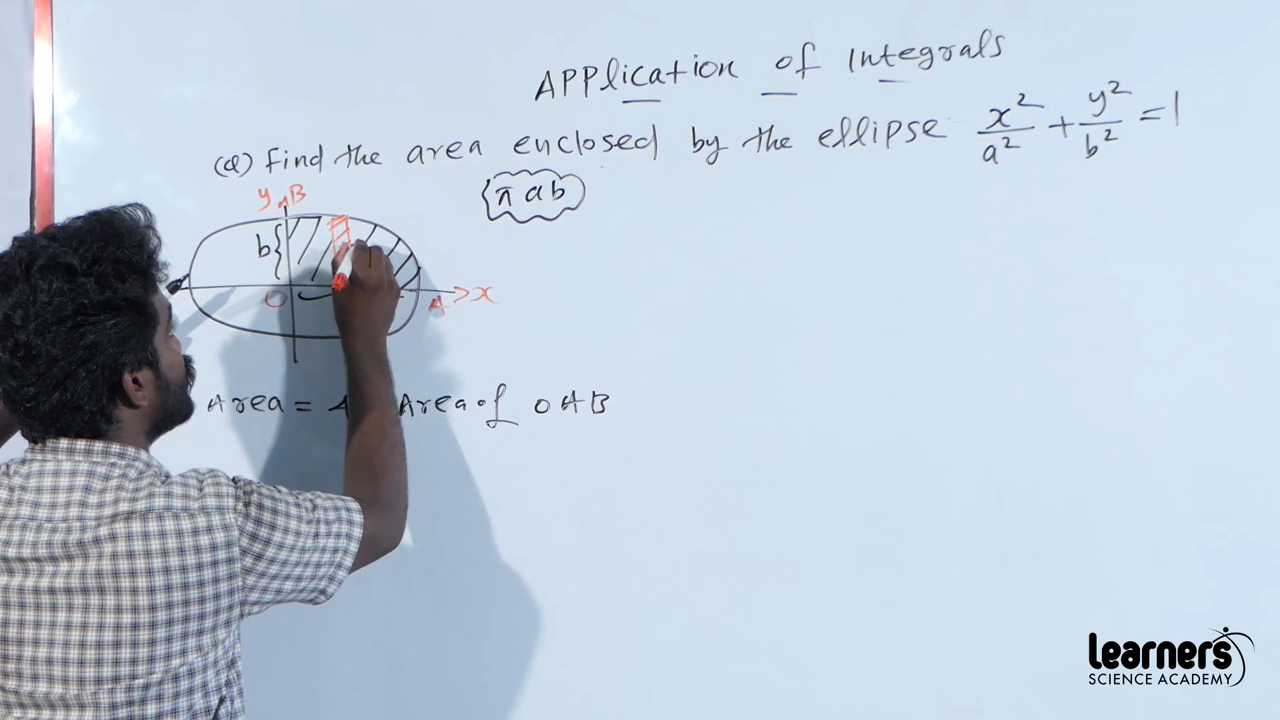 APPlication of Integrals
(Q) Find the area enclosed by the ellipse x²/a² + y²/b² = 1
{π ab}
y B
b{
O A > x
Area = Area of OAB
Learners
SCIENCE ACADEMY